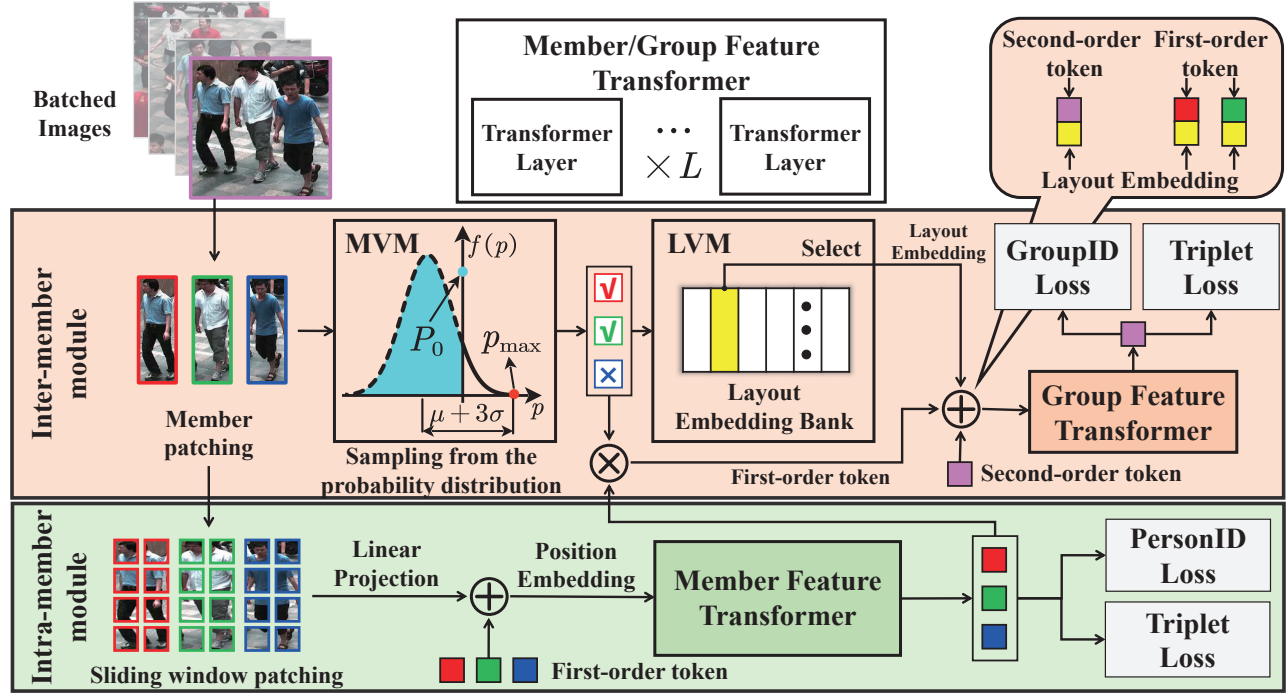 Batched
Images
Member/Group Feature
Transformer
Transformer
Layer
...
× L
Transformer
Layer
Second-order
token
First-order
token
Layout Embedding
Inter-member
module
Member
patching
MVM
f(p)
P₀
p_max
μ + 3σ
p
Sampling from the
probability distribution
√
√
×
LVM
Select
Layout
Embedding Bank
Layout
Embedding
GroupID
Loss
Triplet
Loss
Group Feature
Transformer
First-order token
Second-order token
Intra-member
module
Sliding window patching
Linear
Projection
Position
Embedding
First-order token
Member Feature
Transformer
PersonID
Loss
Triplet
Loss